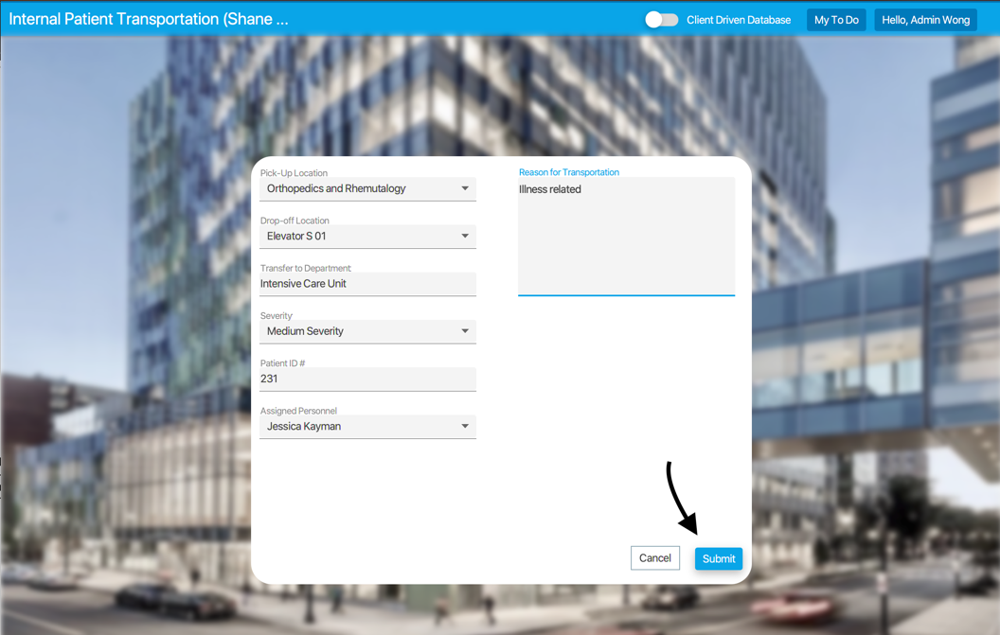 Internal Patient Transportation (Shane ...
Client Driven Database
My To Do
Hello, Admin Wong
Pick-Up Location
Orthopedics and Rhemutalogy
Drop-off Location
Elevator S 01
Transfer to Department
Intensive Care Unit
Severity
Medium Severity
Patient ID #
231
Assigned Personnel
Jessica Kayman
Reason for Transportation
Illness related
Cancel
Submit